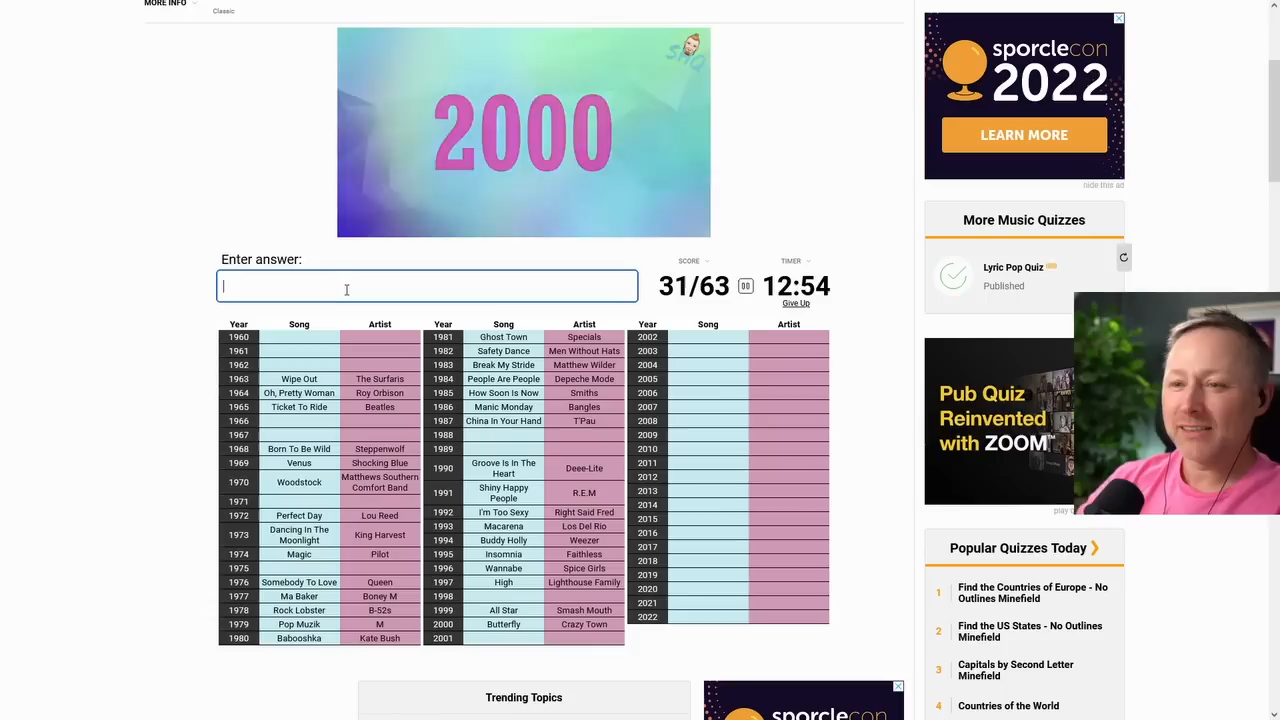 MORE INFO
Classic
2000
SHQ
Enter answer:
SCORE
TIMER
31/63
12:54
Give Up
Year Song Artist
1960
1961
1962
1963 Wipe Out The Surfaris
1964 Oh, Pretty Woman Roy Orbison
1965 Ticket To Ride Beatles
1966
1967
1968 Born To Be Wild Steppenwolf
1969 Venus Shocking Blue
1970 Woodstock Matthews Southern
Comfort Band
1971
1972 Perfect Day Lou Reed
1973 Dancing In The
Moonlight King Harvest
1974 Magic Pilot
1975
1976 Somebody To Love Queen
1977 Ma Baker Boney M
1978 Rock Lobster B-52s
1979 Pop Muzik M
1980 Babooshka Kate Bush
Year Song Artist
1981 Ghost Town Specials
1982 Safety Dance Men Without Hats
1983 Break My Stride Matthew Wilder
1984 People Are People Depeche Mode
1985 How Soon Is Now Smiths
1986 Manic Monday Bangles
1987 China In Your Hand T'Pau
1988
1989
1990 Groove Is In The
Heart Deee-Lite
1991 Shiny Happy
People R.E.M
1992 I'm Too Sexy Right Said Fred
1993 Macarena Los Del Rio
1994 Buddy Holly Weezer
1995 Insomnia Faithless
1996 Wannabe Spice Girls
1997 High Lighthouse Family
1998
1999 All Star Smash Mouth
2000 Butterfly Crazy Town
2001
Year Song Artist
2002
2003
2004
2005
2006
2007
2008
2009
2010
2011
2012
2013
2014
2015
2016
2017
2018
2019
2020
2021
2022
Trending Topics
sporclecon
sporclecon
2022
LEARN MORE
hide this ad
More Music Quizzes
Lyric Pop Quiz
Published
Pub Quiz
Reinvented
with ZOOM™
Popular Quizzes Today
1 Find the Countries of Europe - No
Outlines Minefield
2 Find the US States - No Outlines
Minefield
3 Capitals by Second Letter
Minefield
4 Countries of the World